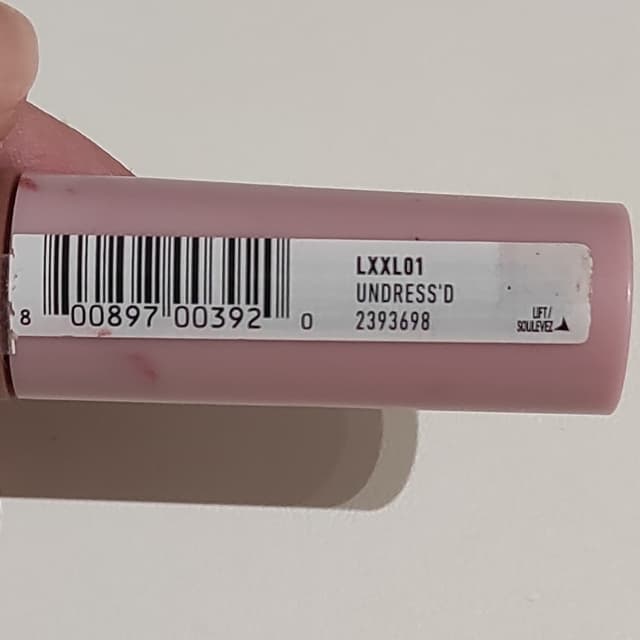 8 00897 00392 0
LXXL01
UNDRESS'D
2393698
LIFT/
SOULEVEZ